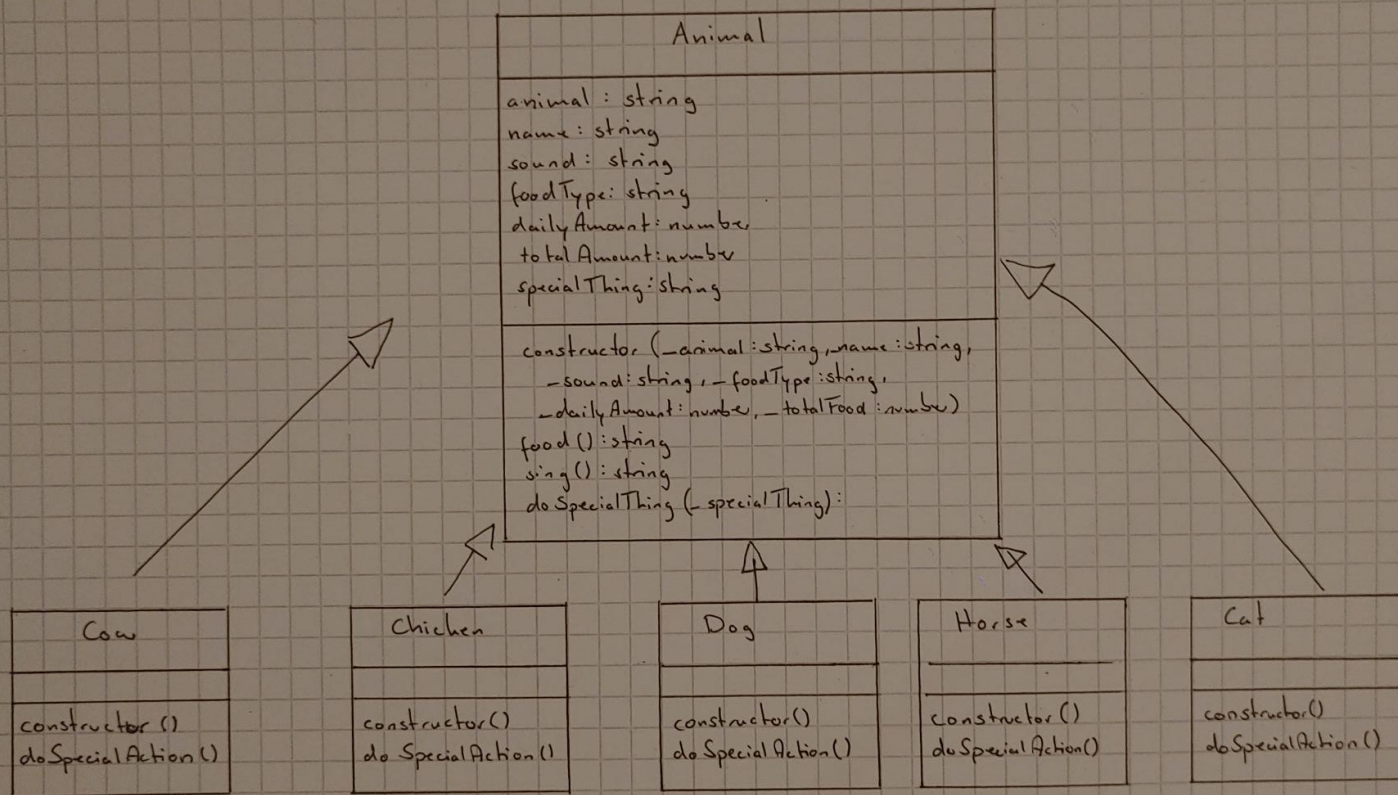 Animal
animal : string
name : string
sound : string
foodType : string
dailyAmount : number
totalAmount : number
specialThing : string
constructor (_animal : string, _name : string,
_sound : string, _foodType : string,
_dailyAmount : number, _totalFood : number)
food () : string
sing () : string
doSpecialThing (_specialThing) :
Cow
constructor ()
doSpecialAction ()
Chicken
constructor ()
doSpecialAction ()
Dog
constructor ()
doSpecialAction ()
Horse
constructor ()
doSpecialAction ()
Cat
constructor ()
doSpecialAction ()